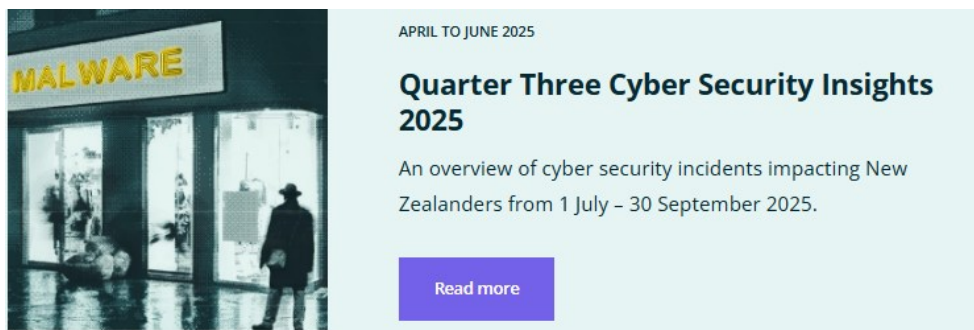 MALWARE
APRIL TO JUNE 2025
Quarter Three Cyber Security Insights
2025
An overview of cyber security incidents impacting New
Zealanders from 1 July – 30 September 2025.
Read more